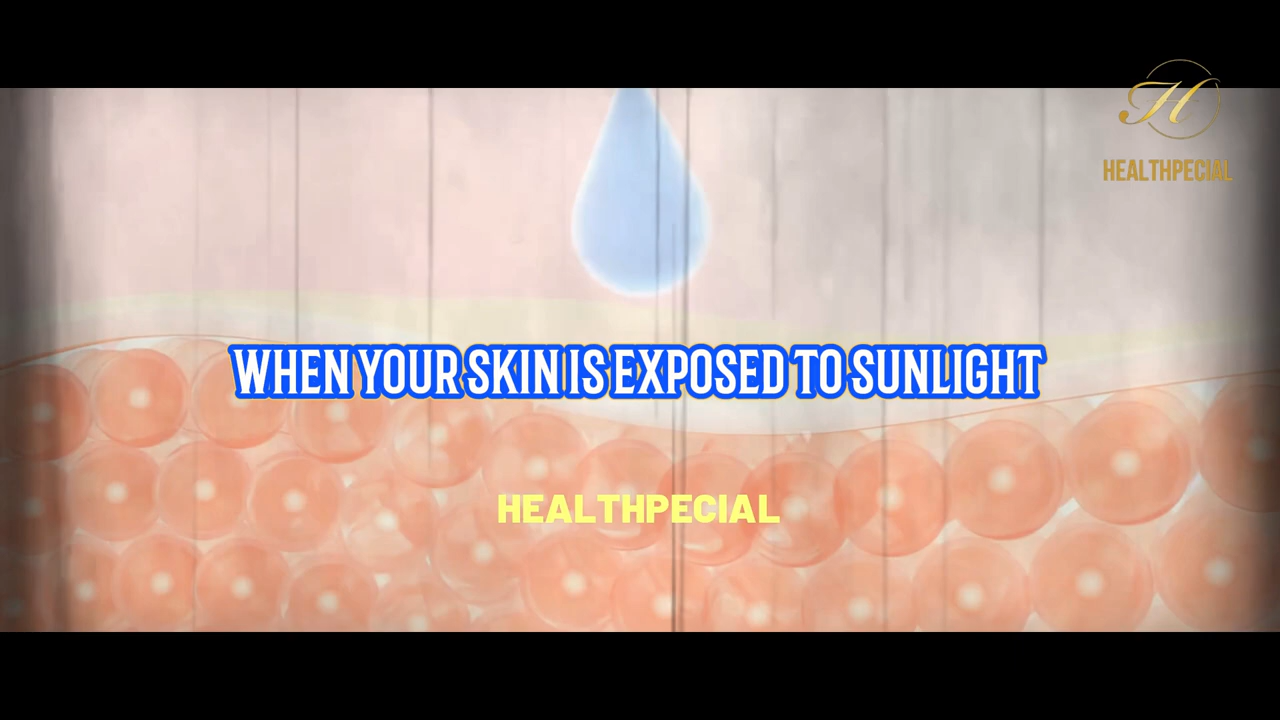 H
HEALTHPECIAL
WHEN YOUR SKIN IS EXPOSED TO SUNLIGHT
HEALTHPECIAL